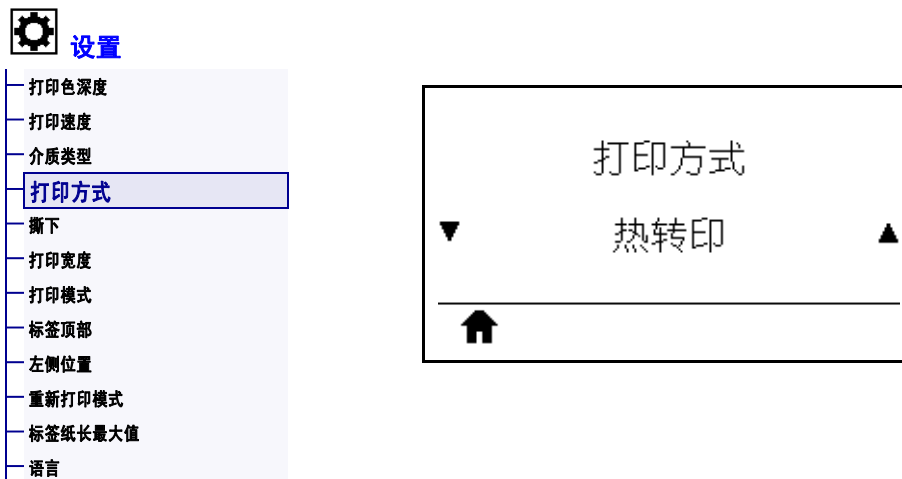 设置
打印色深度
打印速度
介质类型
打印方式
撕下
打印宽度
打印模式
标签顶部
左侧位置
重新打印模式
标签纸长最大值
语言
打印方式
热转印